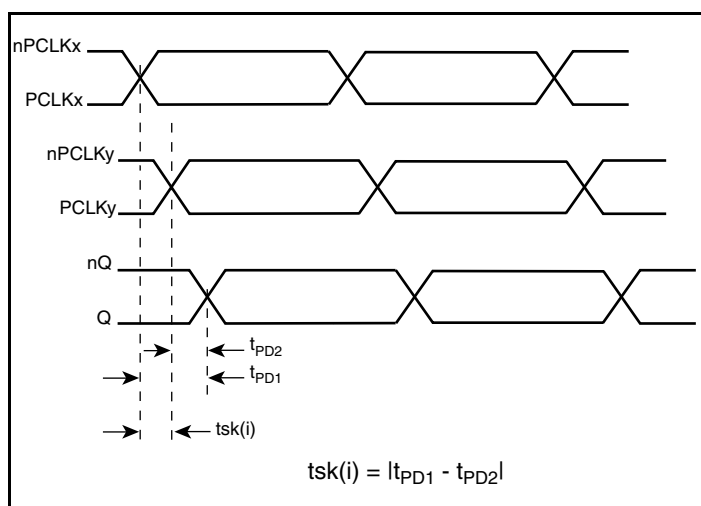 nPCLKx
PCLKx
nPCLKy
PCLKy
nQ
Q
tPD2
tPD1
tsk(i)
tsk(i) = |tPD1 - tPD2|